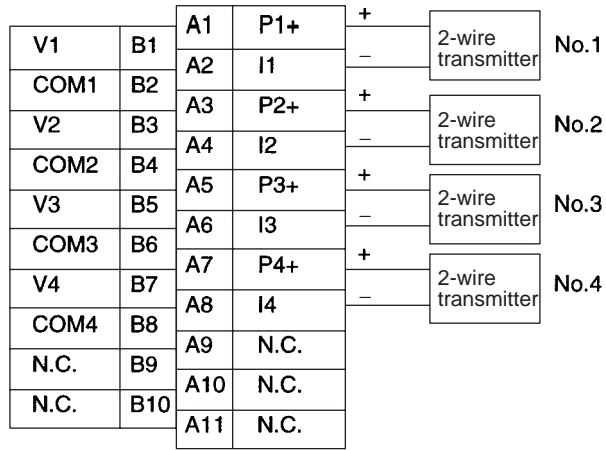 A1 P1+ +
V1 B1
2-wire
transmitter No.1
A2 I1 –
COM1 B2
A3 P2+ +
V2 B3
2-wire
transmitter No.2
A4 I2 –
COM2 B4
A5 P3+ +
V3 B5
2-wire
transmitter No.3
A6 I3 –
COM3 B6
A7 P4+ +
V4 B7
2-wire
transmitter No.4
A8 I4 –
COM4 B8
A9 N.C.
N.C. B9
A10 N.C.
N.C. B10
A11 N.C.